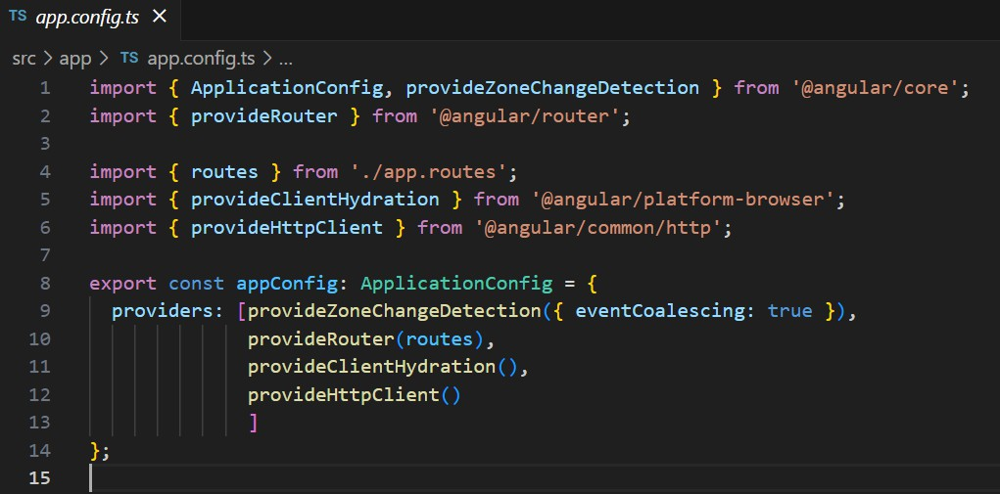 TS app.config.ts ×
src > app > TS app.config.ts > ...
1 import { ApplicationConfig, provideZoneChangeDetection } from '@angular/core';
2 import { provideRouter } from '@angular/router';
3
4 import { routes } from './app.routes';
5 import { provideClientHydration } from '@angular/platform-browser';
6 import { provideHttpClient } from '@angular/common/http';
7
8 export const appConfig: ApplicationConfig = {
9   providers: [provideZoneChangeDetection({ eventCoalescing: true }),
10               provideRouter(routes),
11               provideClientHydration(),
12               provideHttpClient()
13               ]
14 };
15